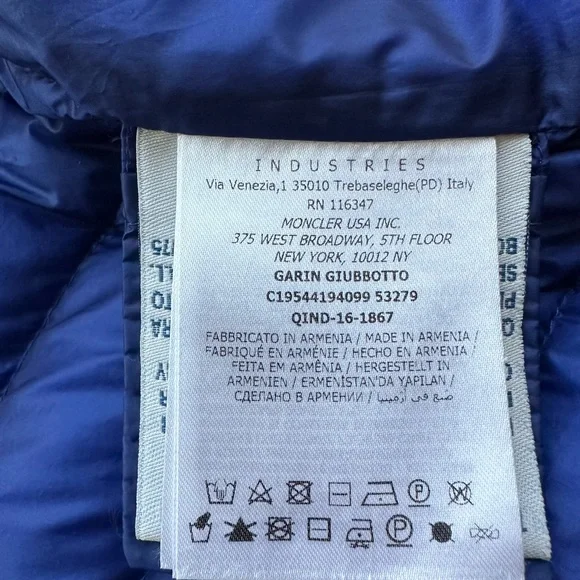 INDUSTRIES
Via Venezia,1 35010 Trebaseleghe(PD) Italy
RN 116347
MONCLER USA INC.
375 WEST BROADWAY, 5TH FLOOR
NEW YORK, 10012 NY
GARIN GIUBBOTTO
C19544194099 53279
QIND-16-1867
FABBRICATO IN ARMENIA / MADE IN ARMENIA /
FABRIQUÉ EN ARMÉNIE / HECHO EN ARMENIA /
FEITA EM ARMÊNIA / HERGESTELLT IN
ARMENIEN / ERMENİSTAN'DA YAPILAN /
СДЕЛАНО В АРМЕНИИ / صنع في أرمينيا